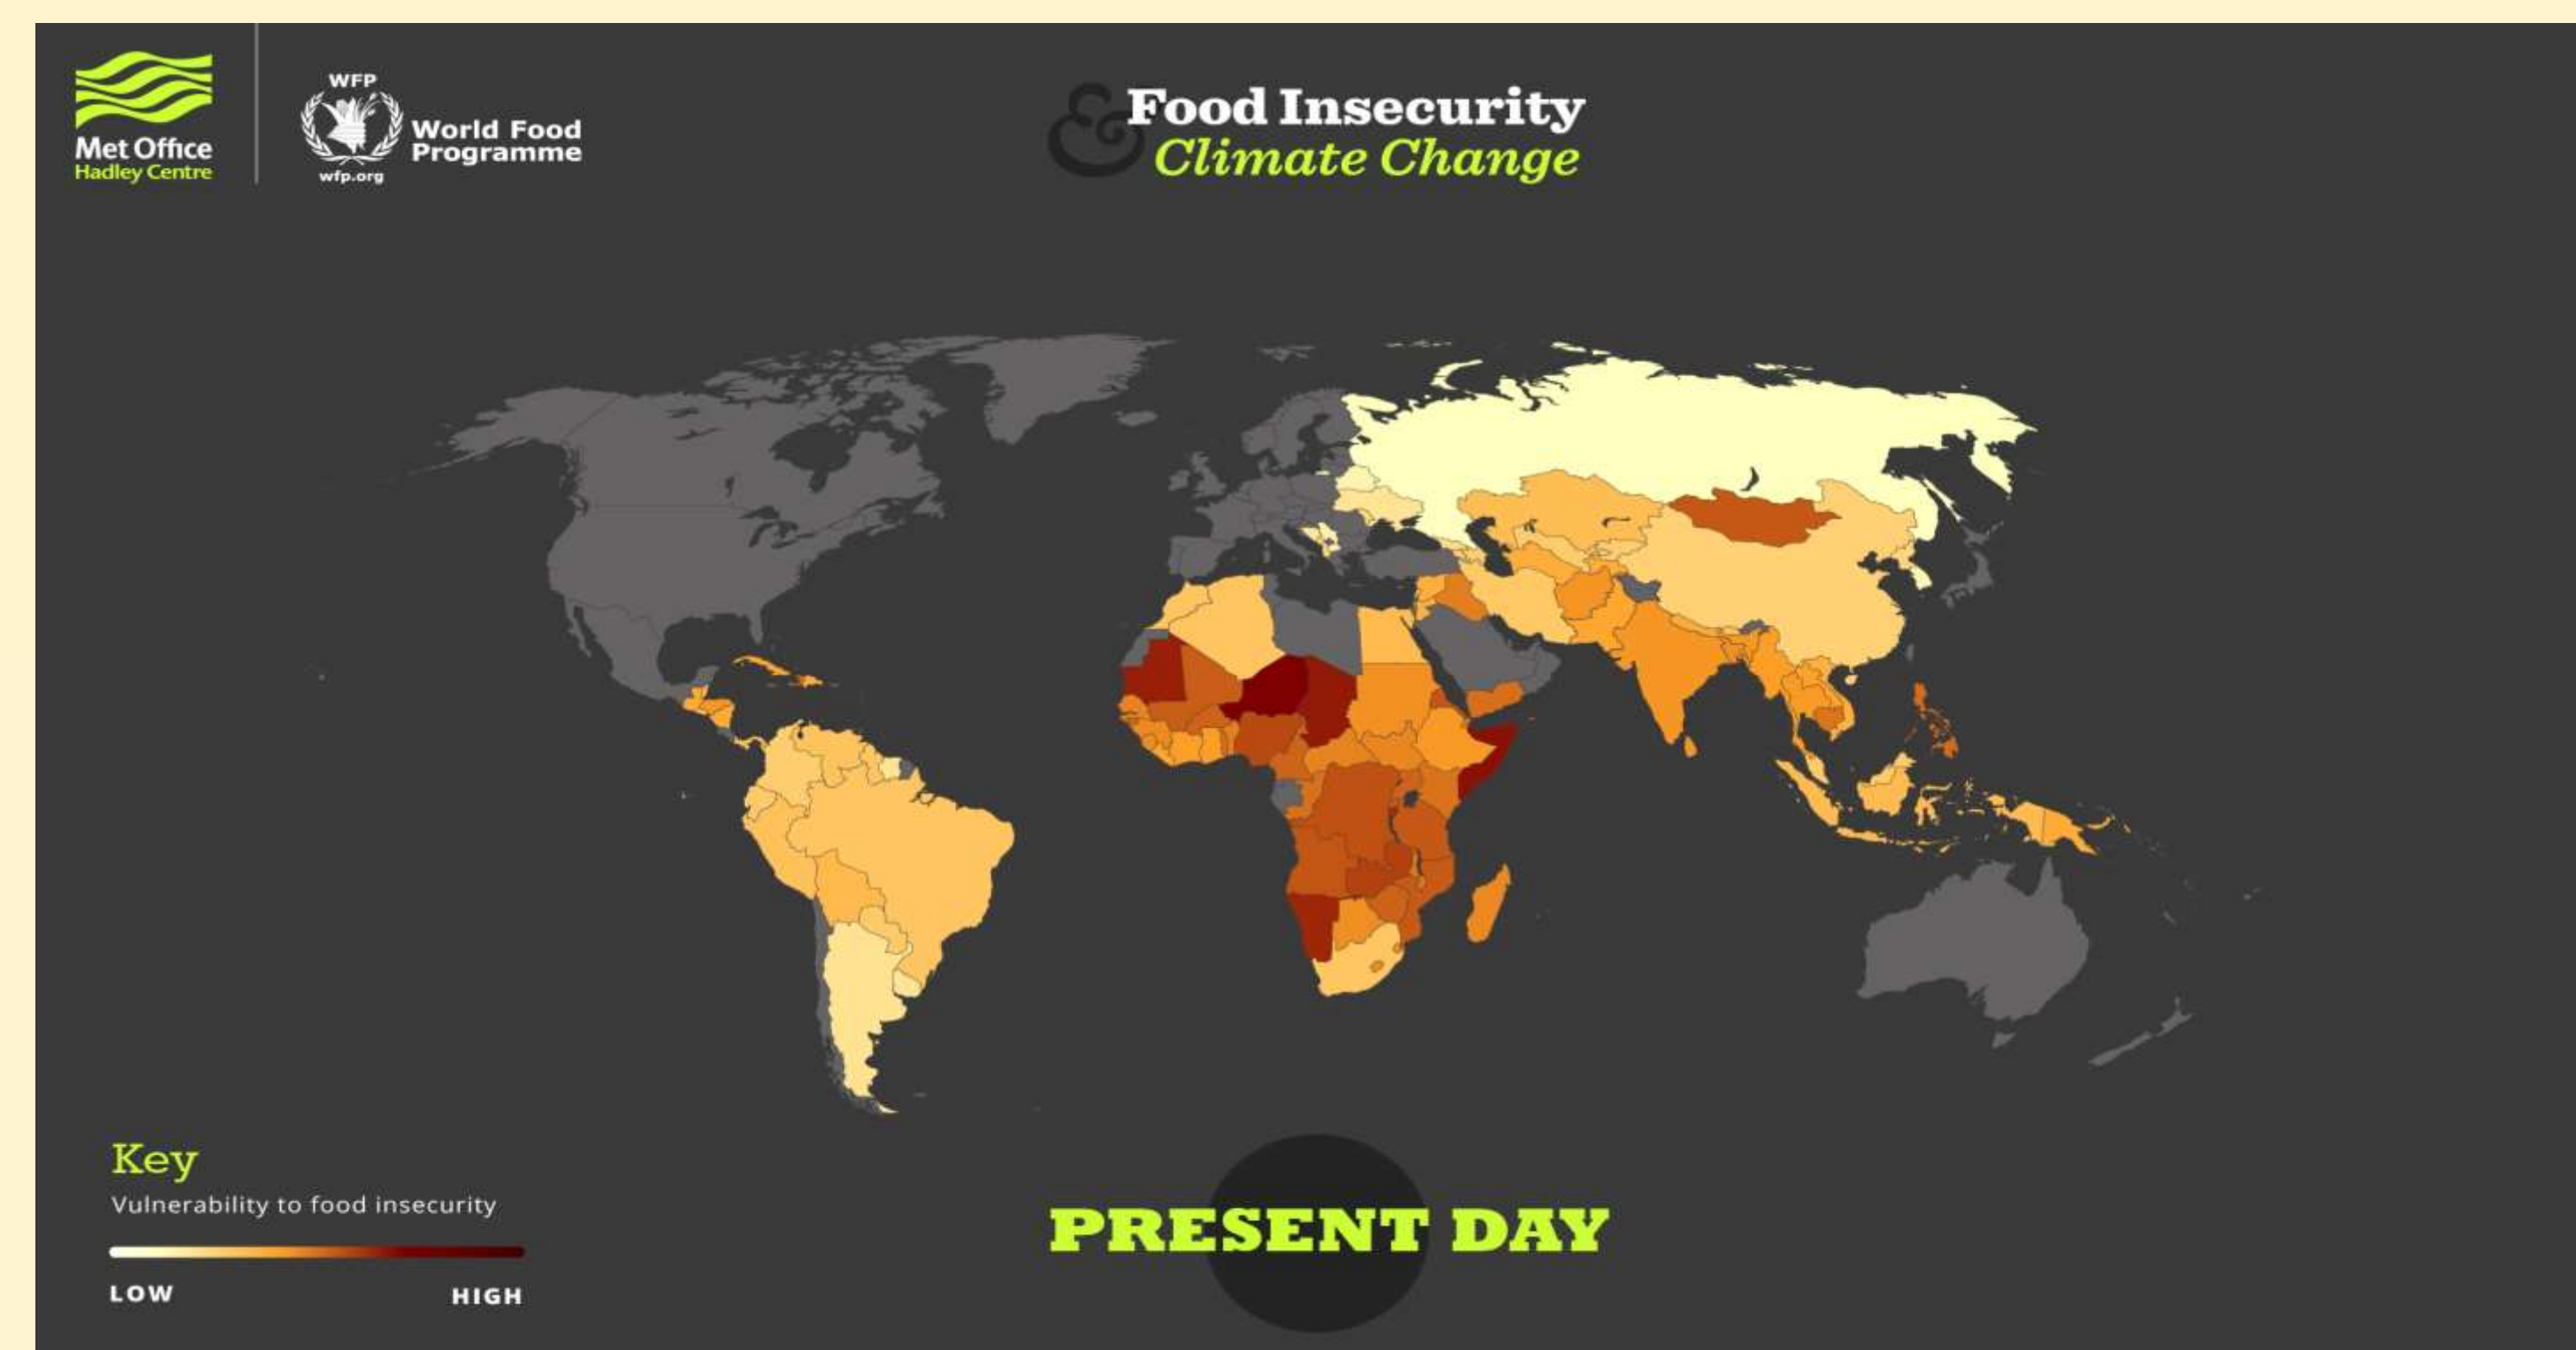 Met Office
Hadley Centre
WFP
wfp.org
World Food
Programme
& Food Insecurity
Climate Change
Key
Vulnerability to food insecurity
LOW HIGH
PRESENT DAY